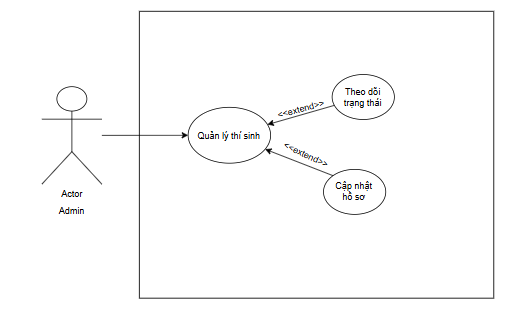 Theo dõi
trạng thái
<<extend>>
Quản lý thí sinh
<<extend>>
Cập nhật
hồ sơ
Actor
Admin